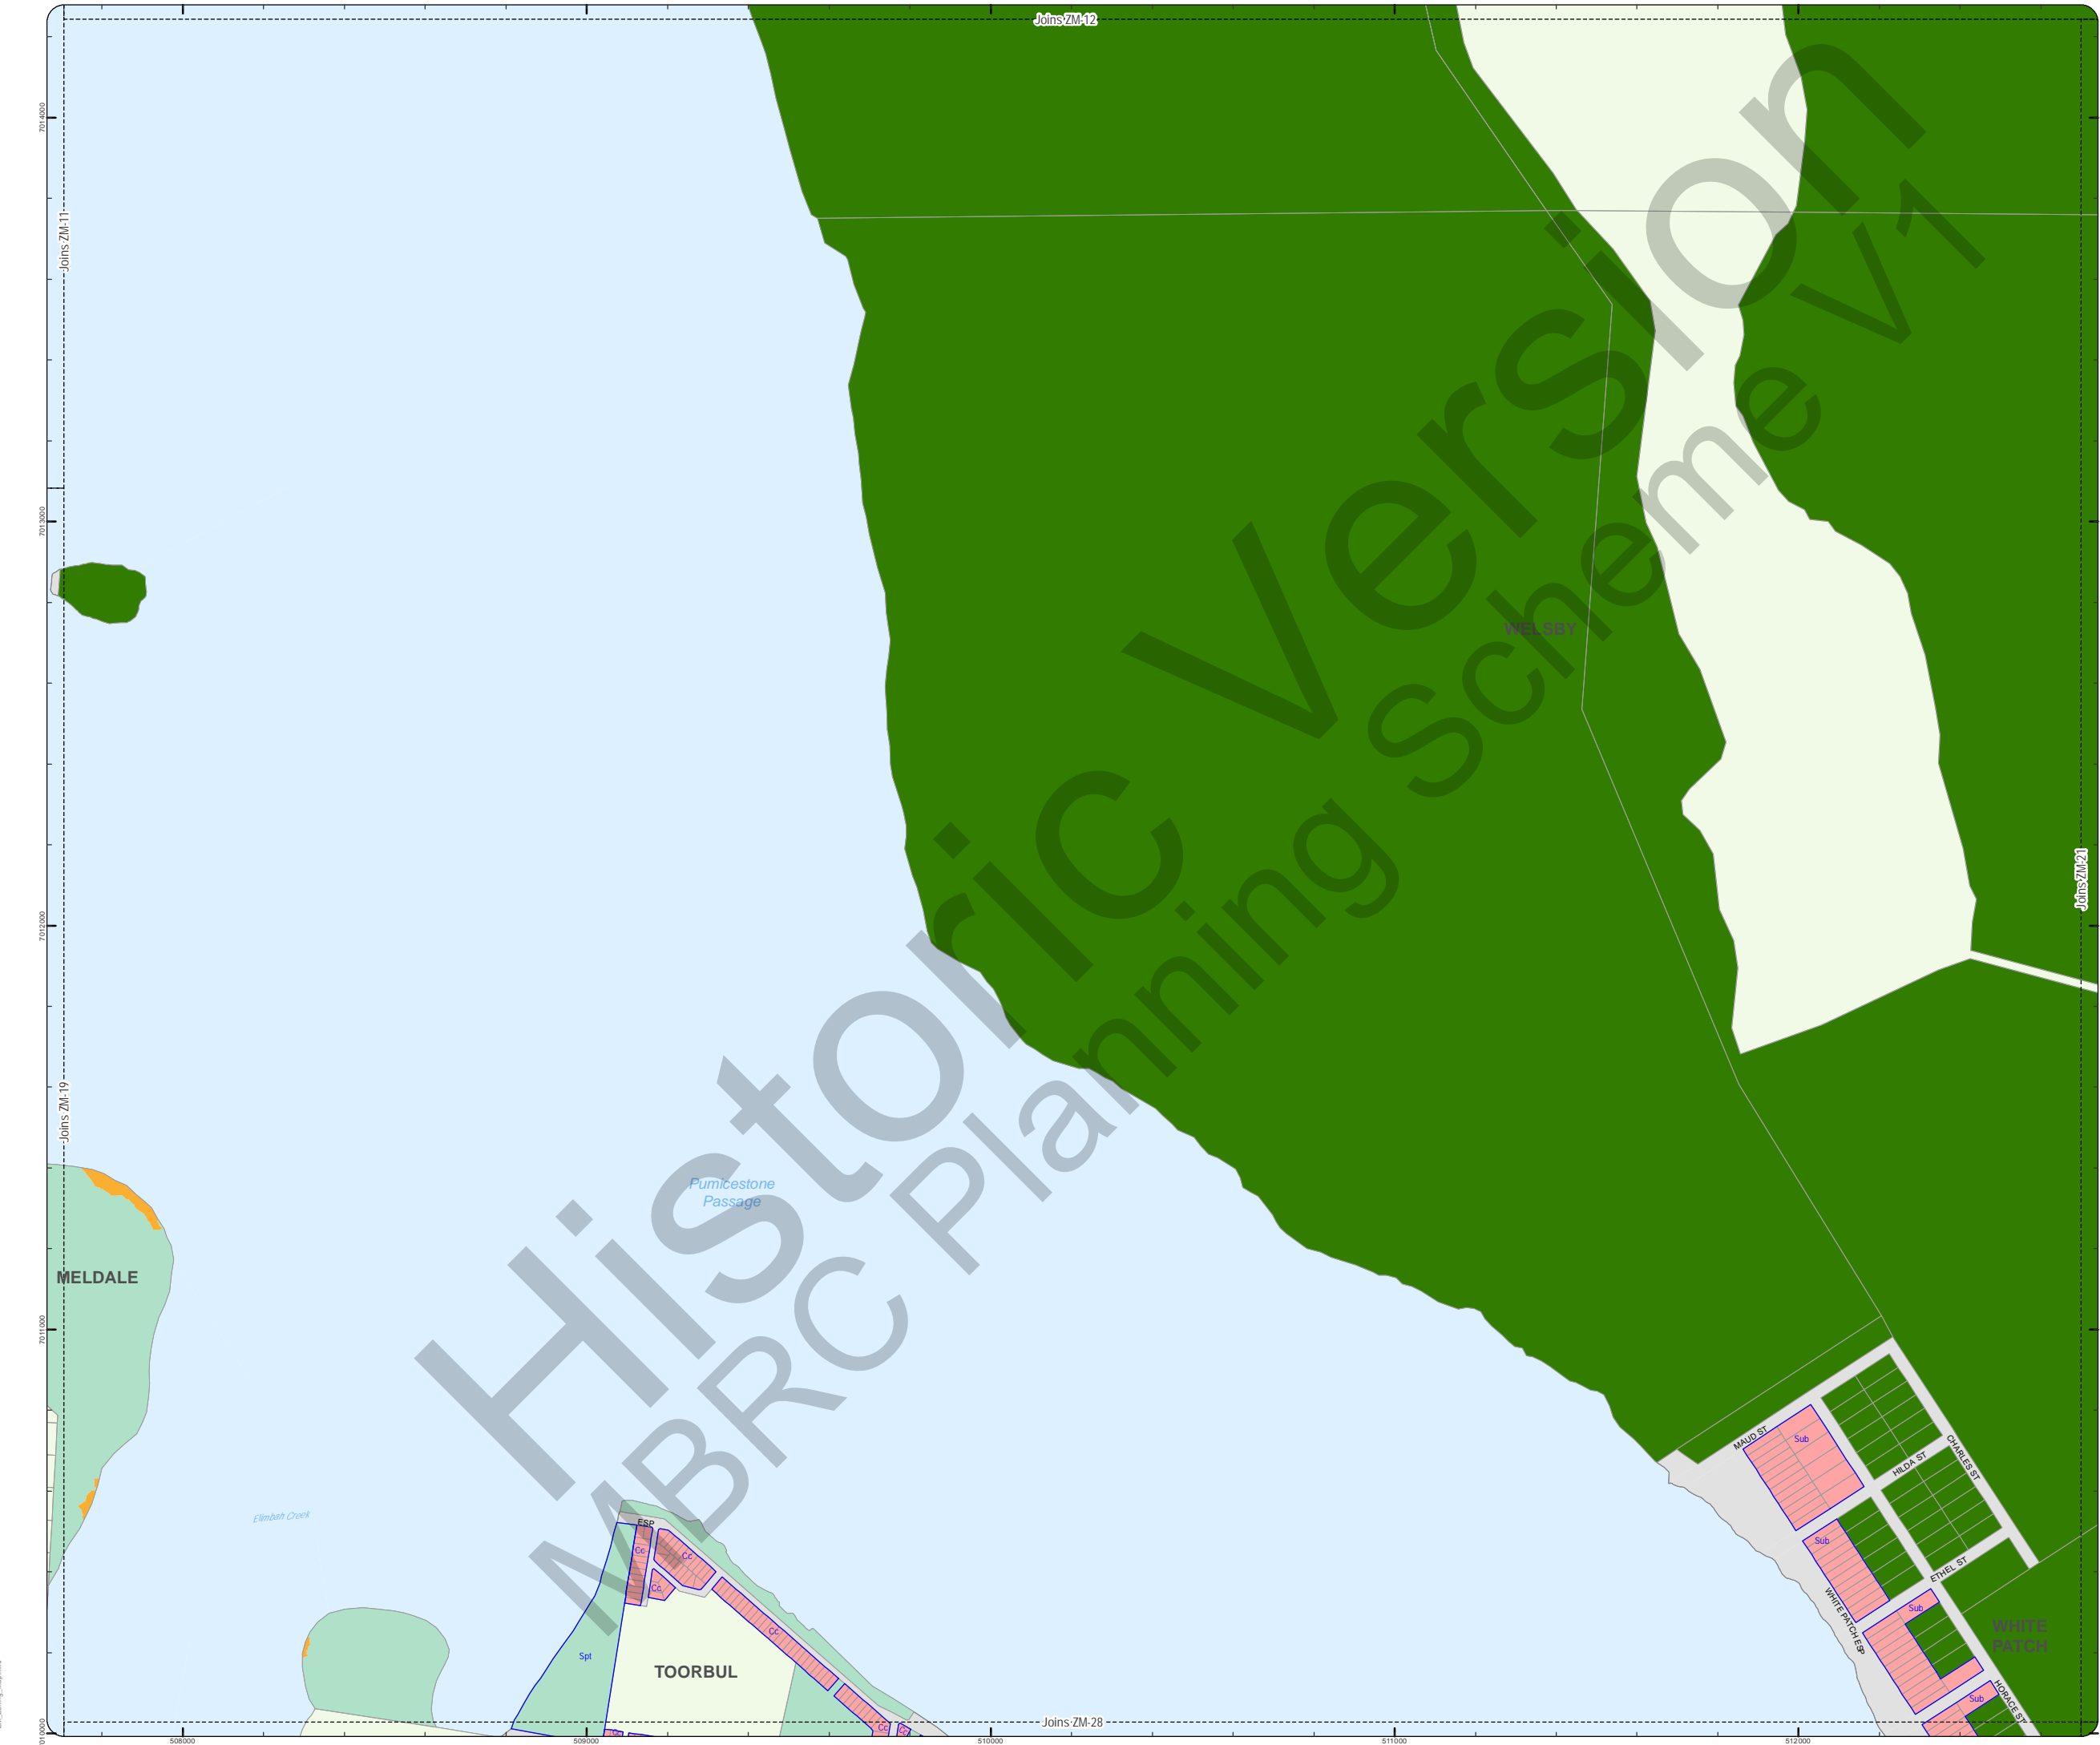 Joins ZM-12
7014000
Joins ZM-11
Historic Version
MBRC Planning Scheme V1
7013000
WELSBY
7012000
Joins ZM-21
Joins ZM-19
Pumicestone
Passage
MELDALE
7011000
MAUD ST
Sub
CHARLES ST
HILDA ST
Elimbah Creek
ESP
Cc
Cc
Cc
Sub
ETHEL ST
WHITE PATCH ESP
Sub
WHITE
PATCH
Cc
Spt
TOORBUL
HORACE ST
Sub
Joins ZM-28
Cc
Cc
Cc
508000
509000
510000
511000
512000